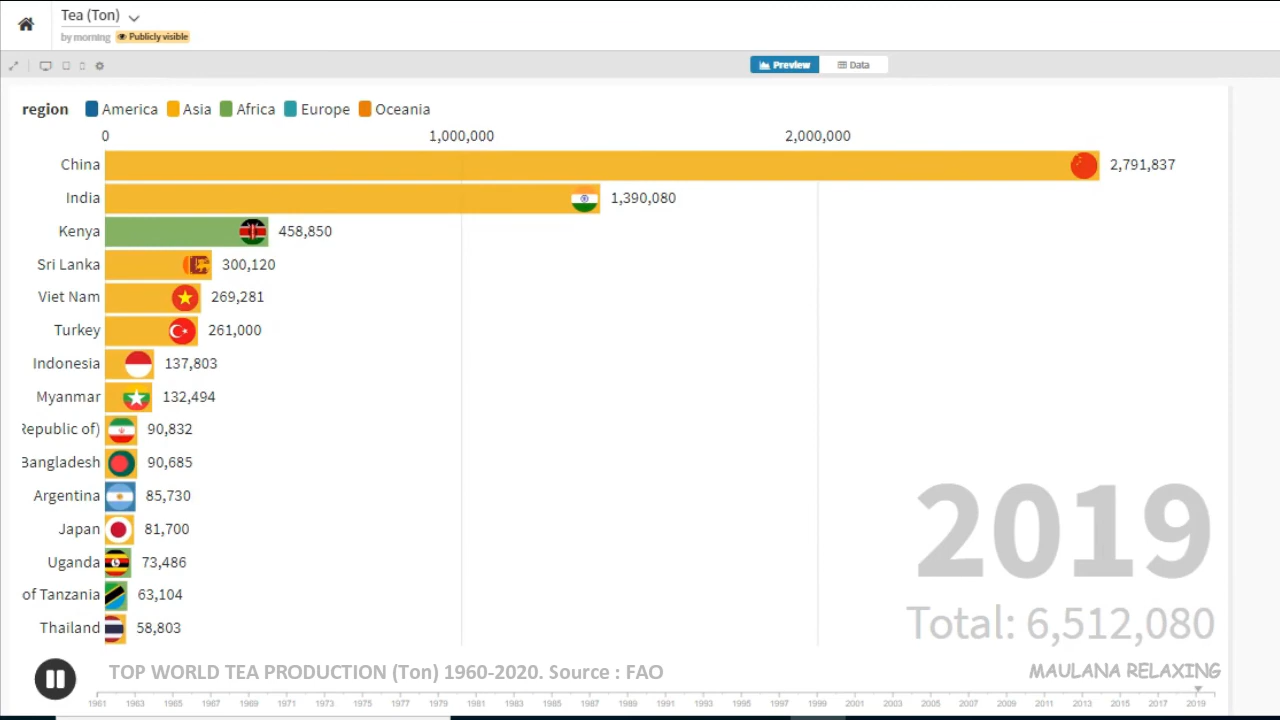 Tea (Ton)
by morning Publicly visible
Preview Data
region America Asia Africa Europe Oceania
0 1,000,000 2,000,000
China 2,791,837
India 1,390,080
Kenya 458,850
Sri Lanka 300,120
Viet Nam 269,281
Turkey 261,000
Indonesia 137,803
Myanmar 132,494
Republic of) 90,832
Bangladesh 90,685
Argentina 85,730
Japan 81,700
Uganda 73,486
of Tanzania 63,104
Thailand 58,803
2019
Total: 6,512,080
TOP WORLD TEA PRODUCTION (Ton) 1960-2020. Source : FAO
MAULANA RELAXING
1961 1963 1965 1967 1969 1971 1973 1975 1977 1979 1981 1983 1985 1987 1989 1991 1993 1995 1997 1999 2001 2003 2005 2007 2009 2011 2013 2015 2017 2019